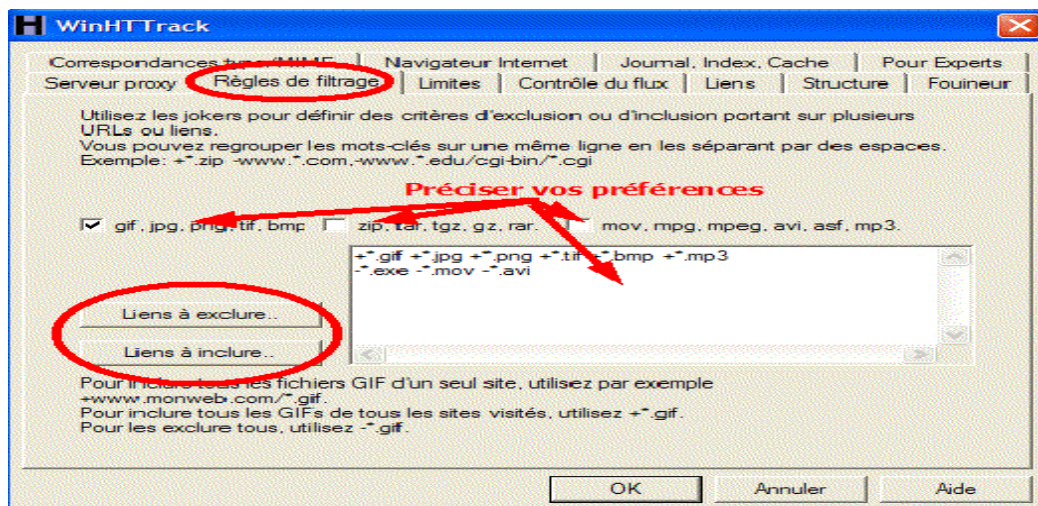 WinHTTrack
Correspondances type/MIME | Navigateur Internet | Journal, Index, Cache | Pour Experts
Serveur proxy | Règles de filtrage | Limites | Contrôle du flux | Liens | Structure | Fouineur
Utilisez les jokers pour définir des critères d'exclusion ou d'inclusion portant sur plusieurs
URLs ou liens.
Vous pouvez regrouper les mots-clés sur une même ligne en les séparant par des espaces.
Exemple: +*.zip -www.*.com,-www.*.edu/cgi-bin/*.cgi
Préciser vos préférences
gif, jpg, png, tif, bmp zip, tar, tgz, gz, rar. mov, mpg, mpeg, avi, asf, mp3.
+*.gif +*.jpg +*.png +*.tif +*.bmp +*.mp3
-*.exe -*.mov -*.avi
Liens à exclure..
Liens à inclure..
Pour inclure tous les fichiers GIF d'un seul site, utilisez par exemple
+www.monweb.com/*.gif.
Pour inclure tous les GIFs de tous les sites visités, utilisez +*.gif.
Pour les exclure tous, utilisez -*.gif.
OK Annuler Aide